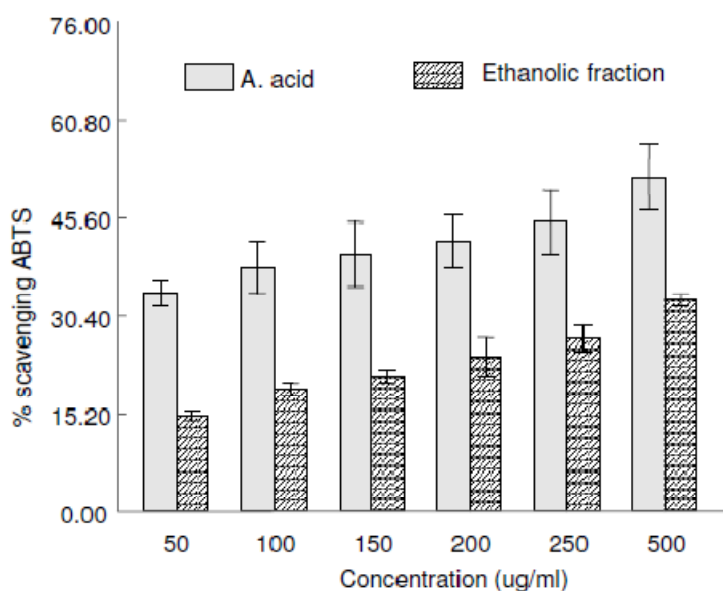 76.00
A. acid
Ethanolic fraction
60.80
45.60
30.40
15.20
0.00
% scavenging ABTS
50 100 150 200 250 500
Concentration (ug/ml)